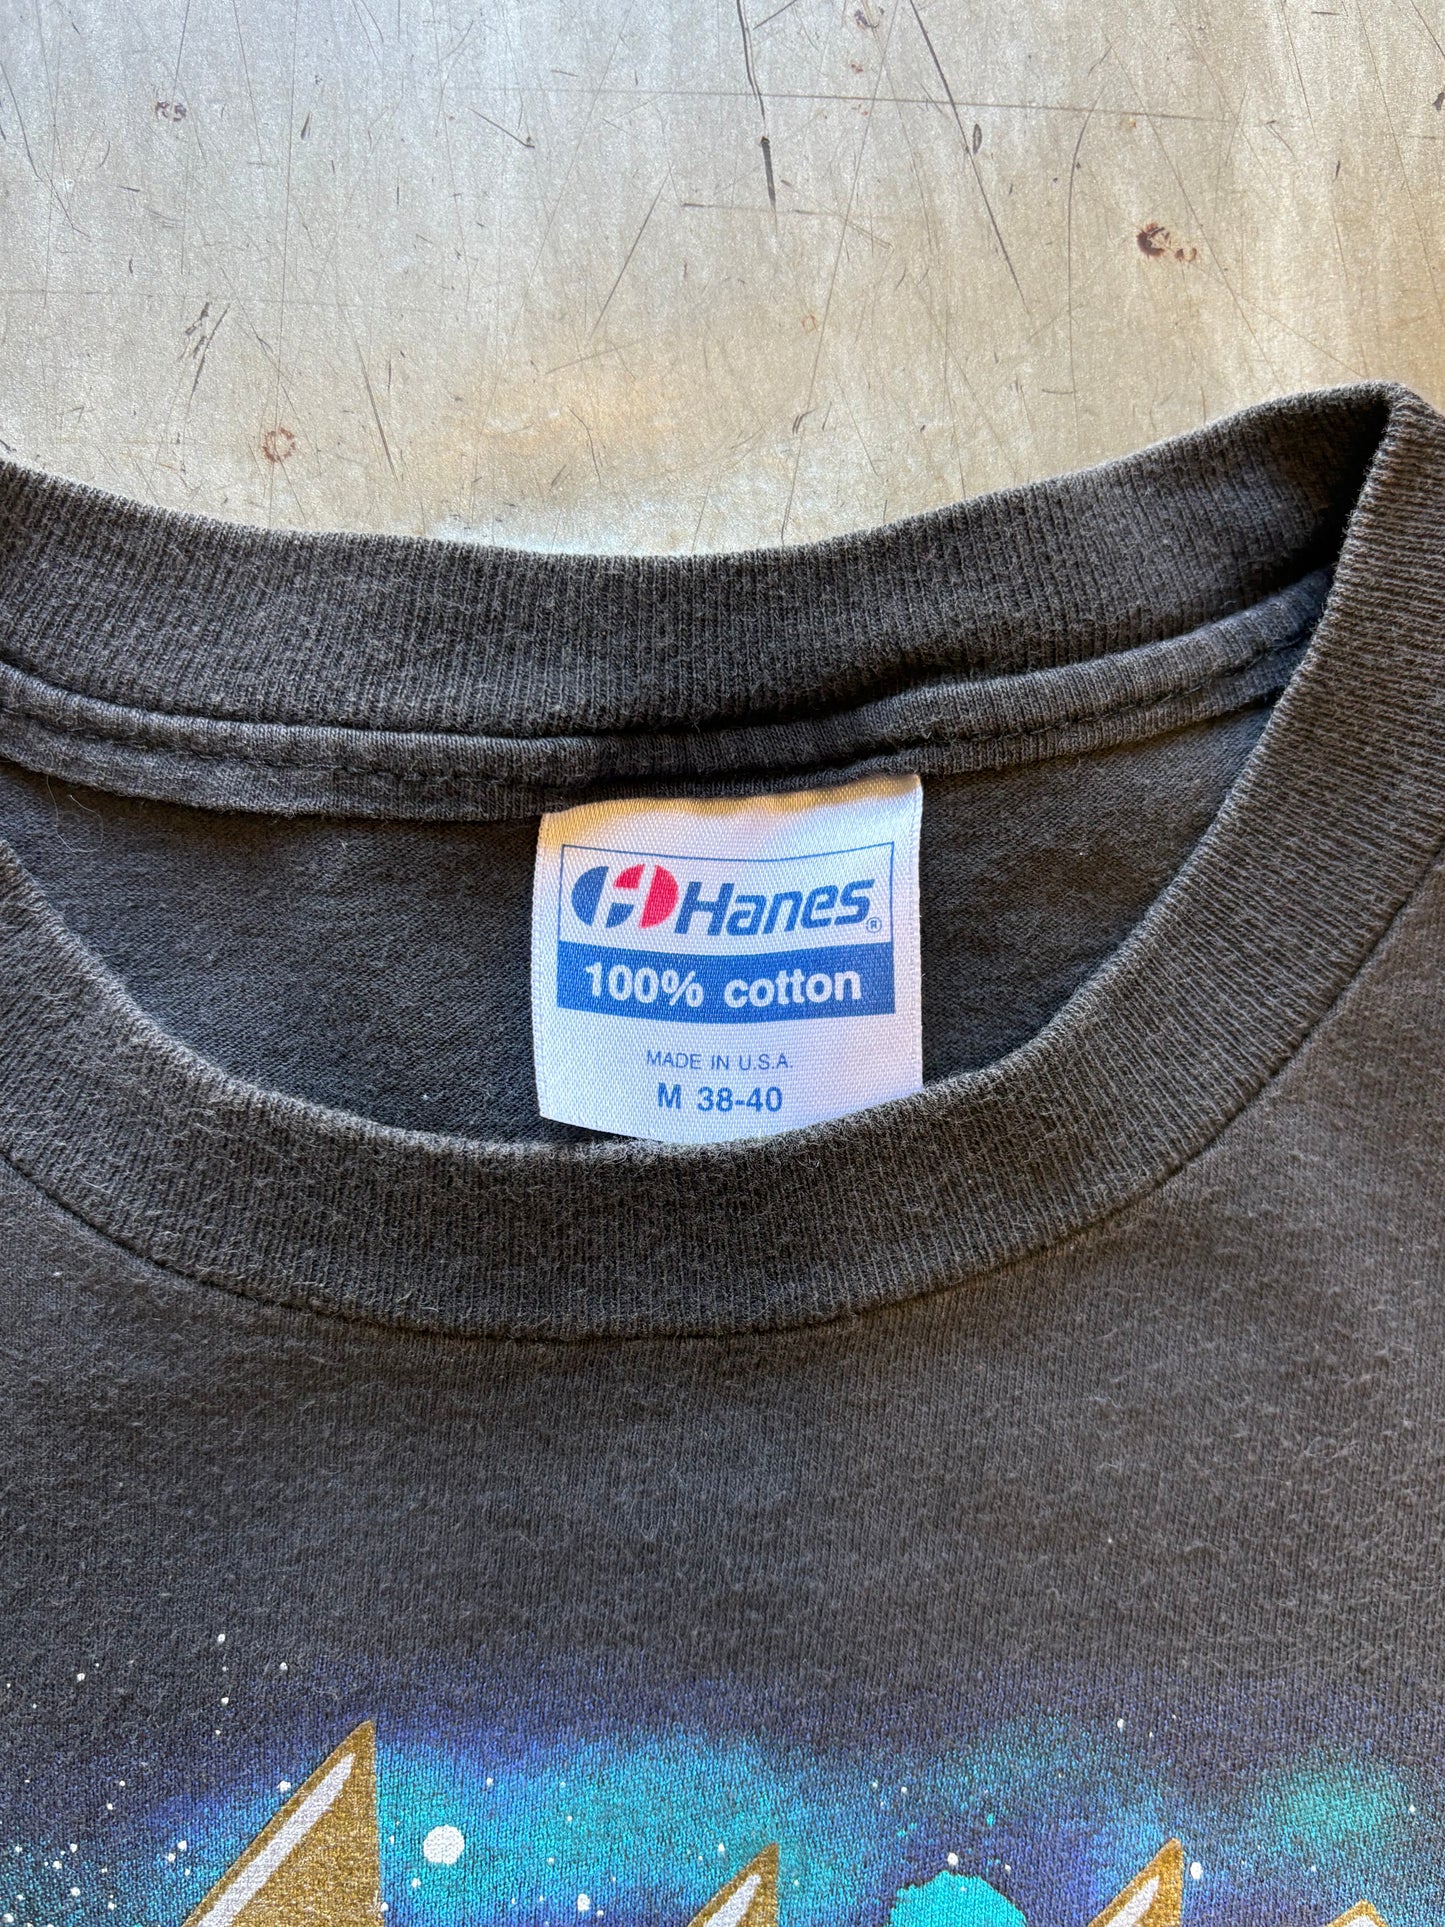 Hanes®
100% cotton
MADE IN U.S.A.
M 38-40